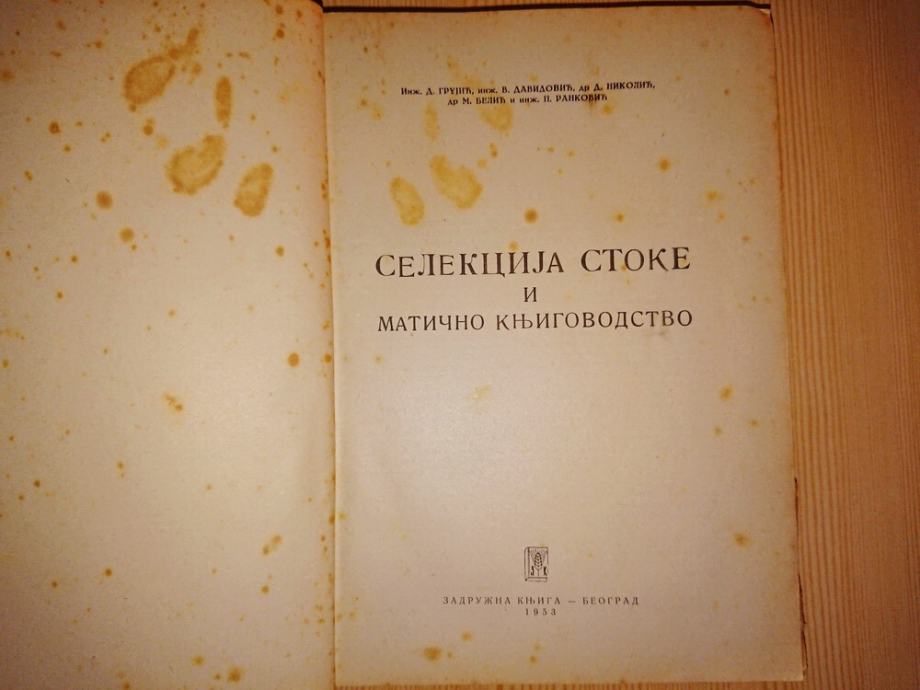 Инж. Д. ГРУЈИЋ, инж. В. ДАВИДОВИЋ, др Д. НИКОЛИЋ,
др М. БЕЛИЋ и инж. П. РАНКОВИЋ
СЕЛЕКЦИЈА СТОКЕ
И
МАТИЧНО КЊИГОВОДСТВО
ЗАДРУЖНА КЊИГА — БЕОГРАД
1953